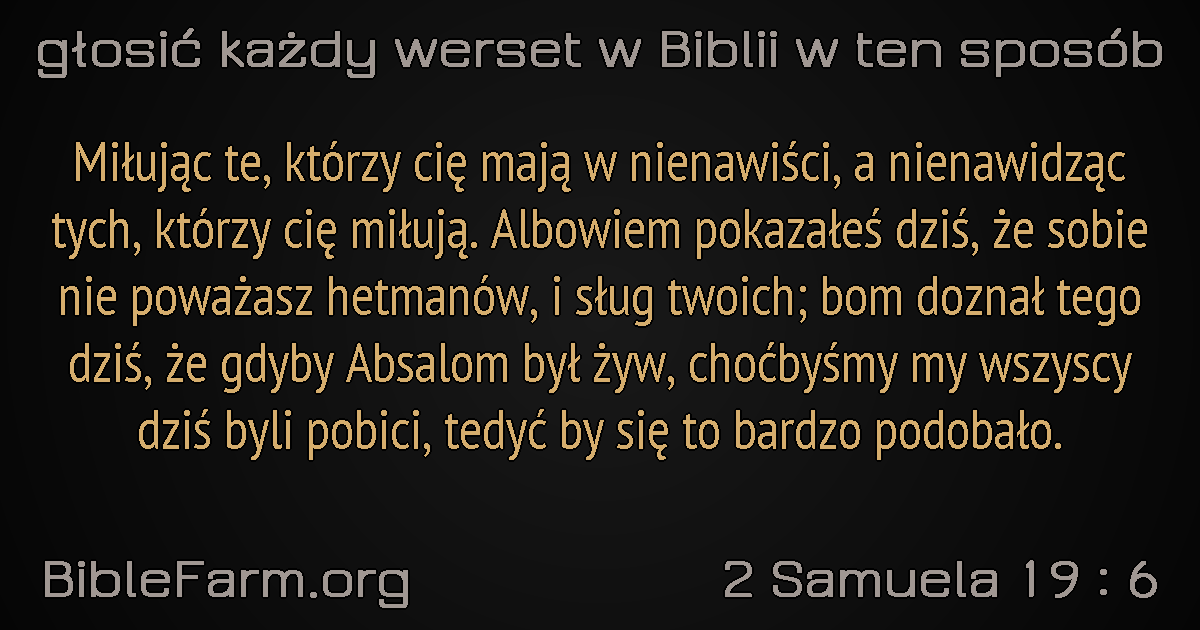 głosić każdy werset w Biblii w ten sposób
Miłując te, którzy cię mają w nienawiści, a nienawidząc
tych, którzy cię miłują. Albowiem pokazałeś dziś, że sobie
nie poważasz hetmanów, i sług twoich; bom doznał tego
dziś, że gdyby Absalom był żyw, choćbyśmy my wszyscy
dziś byli pobici, tedyć by się to bardzo podobało.
BibleFarm.org
2 Samuela 19 : 6